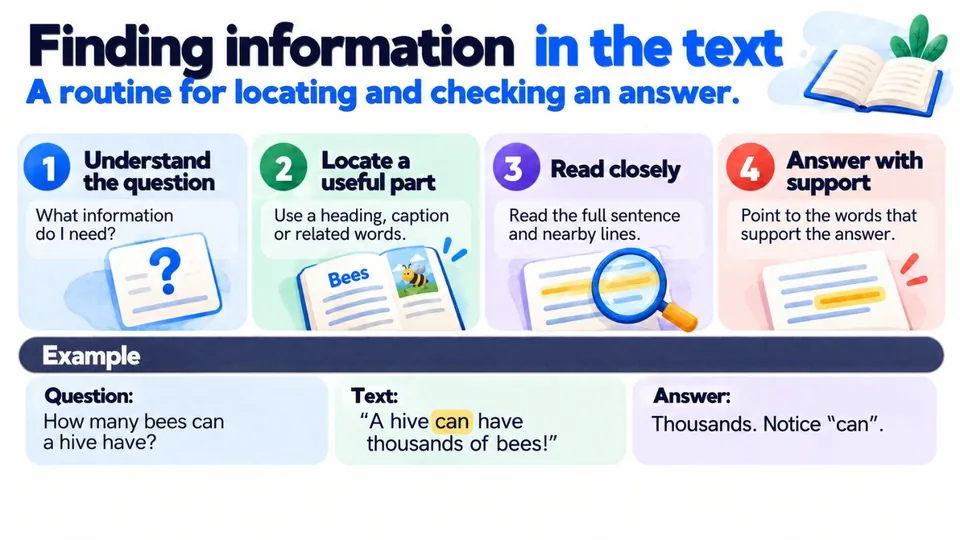 Finding information in the text
A routine for locating and checking an answer.
1 Understand
the question
What information
do I need?
?
2 Locate a
useful part
Use a heading, caption
or related words.
Bees
3 Read closely
Read the full sentence
and nearby lines.
4 Answer with
support
Point to the words that
support the answer.
Example
Question:
How many bees can
a hive have?
Text:
“A hive can have
thousands of bees!”
Answer:
Thousands. Notice “can”.